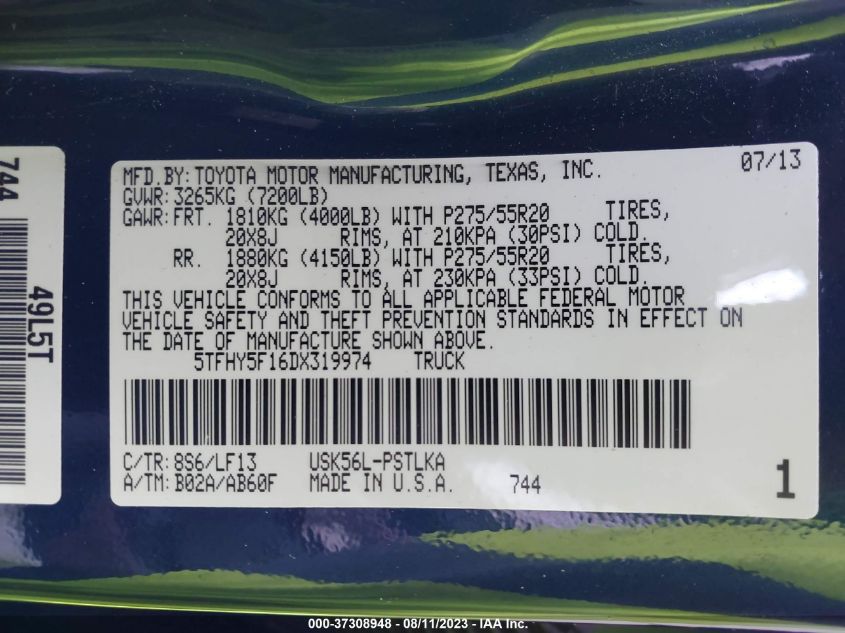 744
49L5T
MFD.BY: TOYOTA MOTOR MANUFACTURING, TEXAS, INC. 07/13
GVWR: 3265KG (7200LB)
GAWR: FRT. 1810KG (4000LB) WITH P275/55R20 TIRES,
20X8J RIMS, AT 210KPA (30PSI) COLD.
RR. 1880KG (4150LB) WITH P275/55R20 TIRES,
20X8J RIMS, AT 230KPA (33PSI) COLD.
THIS VEHICLE CONFORMS TO ALL APPLICABLE FEDERAL MOTOR
VEHICLE SAFETY AND THEFT PREVENTION STANDARDS IN EFFECT ON
THE DATE OF MANUFACTURE SHOWN ABOVE.
5TFHY5F16DX319974 TRUCK
C/TR: 8S6/LF13 USK56L-PSTLKA
A/TM: B02A/AB60F MADE IN U.S.A. 744 1
000-37308948 - 08/11/2023 - IAA Inc.